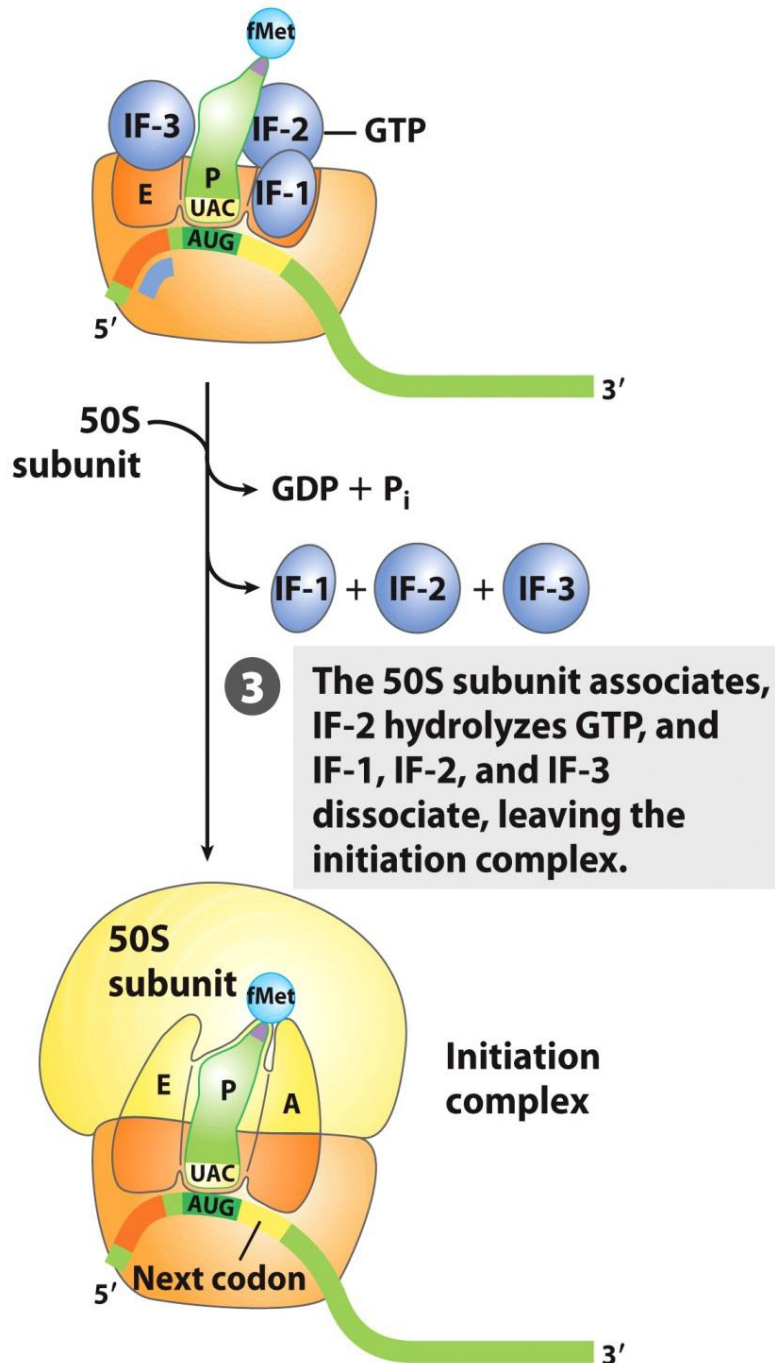 fMet
IF-3
IF-2
GTP
E
P
IF-1
UAC
AUG
5′
3′
50S
subunit
GDP + Pi
IF-1 + IF-2 + IF-3
3
The 50S subunit associates,
IF-2 hydrolyzes GTP, and
IF-1, IF-2, and IF-3
dissociate, leaving the
initiation complex.
50S
subunit
fMet
E
P
A
Initiation
complex
UAC
AUG
Next codon
5′
3′